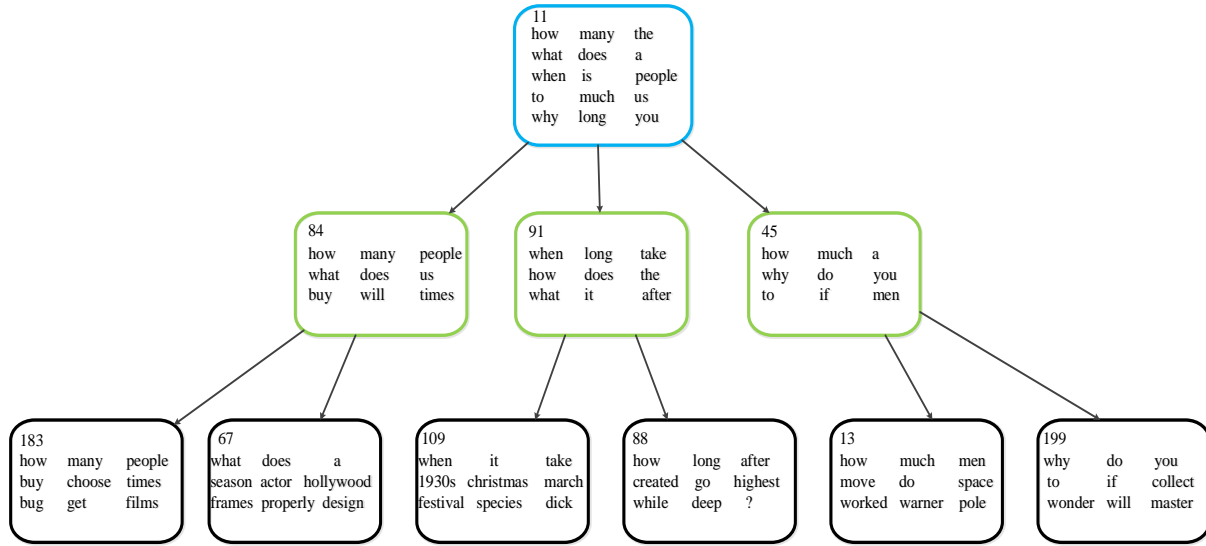 11
how many the
what does a
when is people
to much us
why long you
84
how many people
what does us
buy will times
91
when long take
how does the
what it after
45
how much a
why do you
to if men
183
how many people
buy choose times
bug get films
67
what does a
season actor hollywood
frames properly design
109
when it take
1930s christmas march
festival species dick
88
how long after
created go highest
while deep ?
13
how much men
move do space
worked warner pole
199
why do you
to if collect
wonder will master